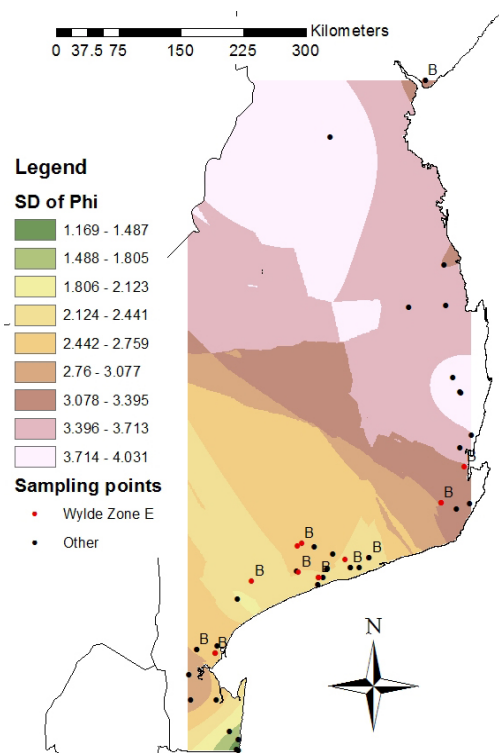 Kilometers
0 37.5 75 150 225 300
B
Legend
SD of Phi
1.169 - 1.487
1.488 - 1.805
1.806 - 2.123
2.124 - 2.441
2.442 - 2.759
2.76 - 3.077
3.078 - 3.395
3.396 - 3.713
3.714 - 4.031
Sampling points
Wylde Zone E
Other
B
B
B
B
B
B
B
N
B
B